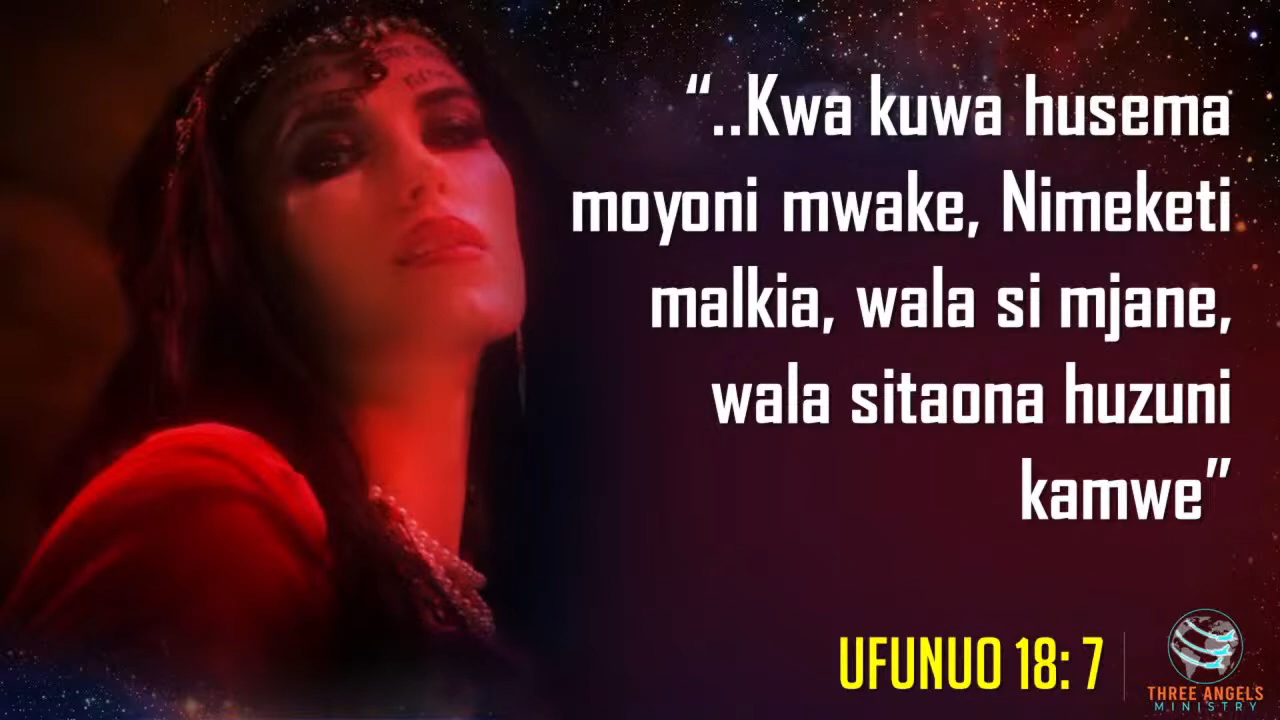 “..Kwa kuwa husema
moyoni mwake, Nimeketi
malkia, wala si mjane,
wala sitaona huzuni
kamwe”
UFUNUO 18: 7
THREE ANGELS
MINISTRY